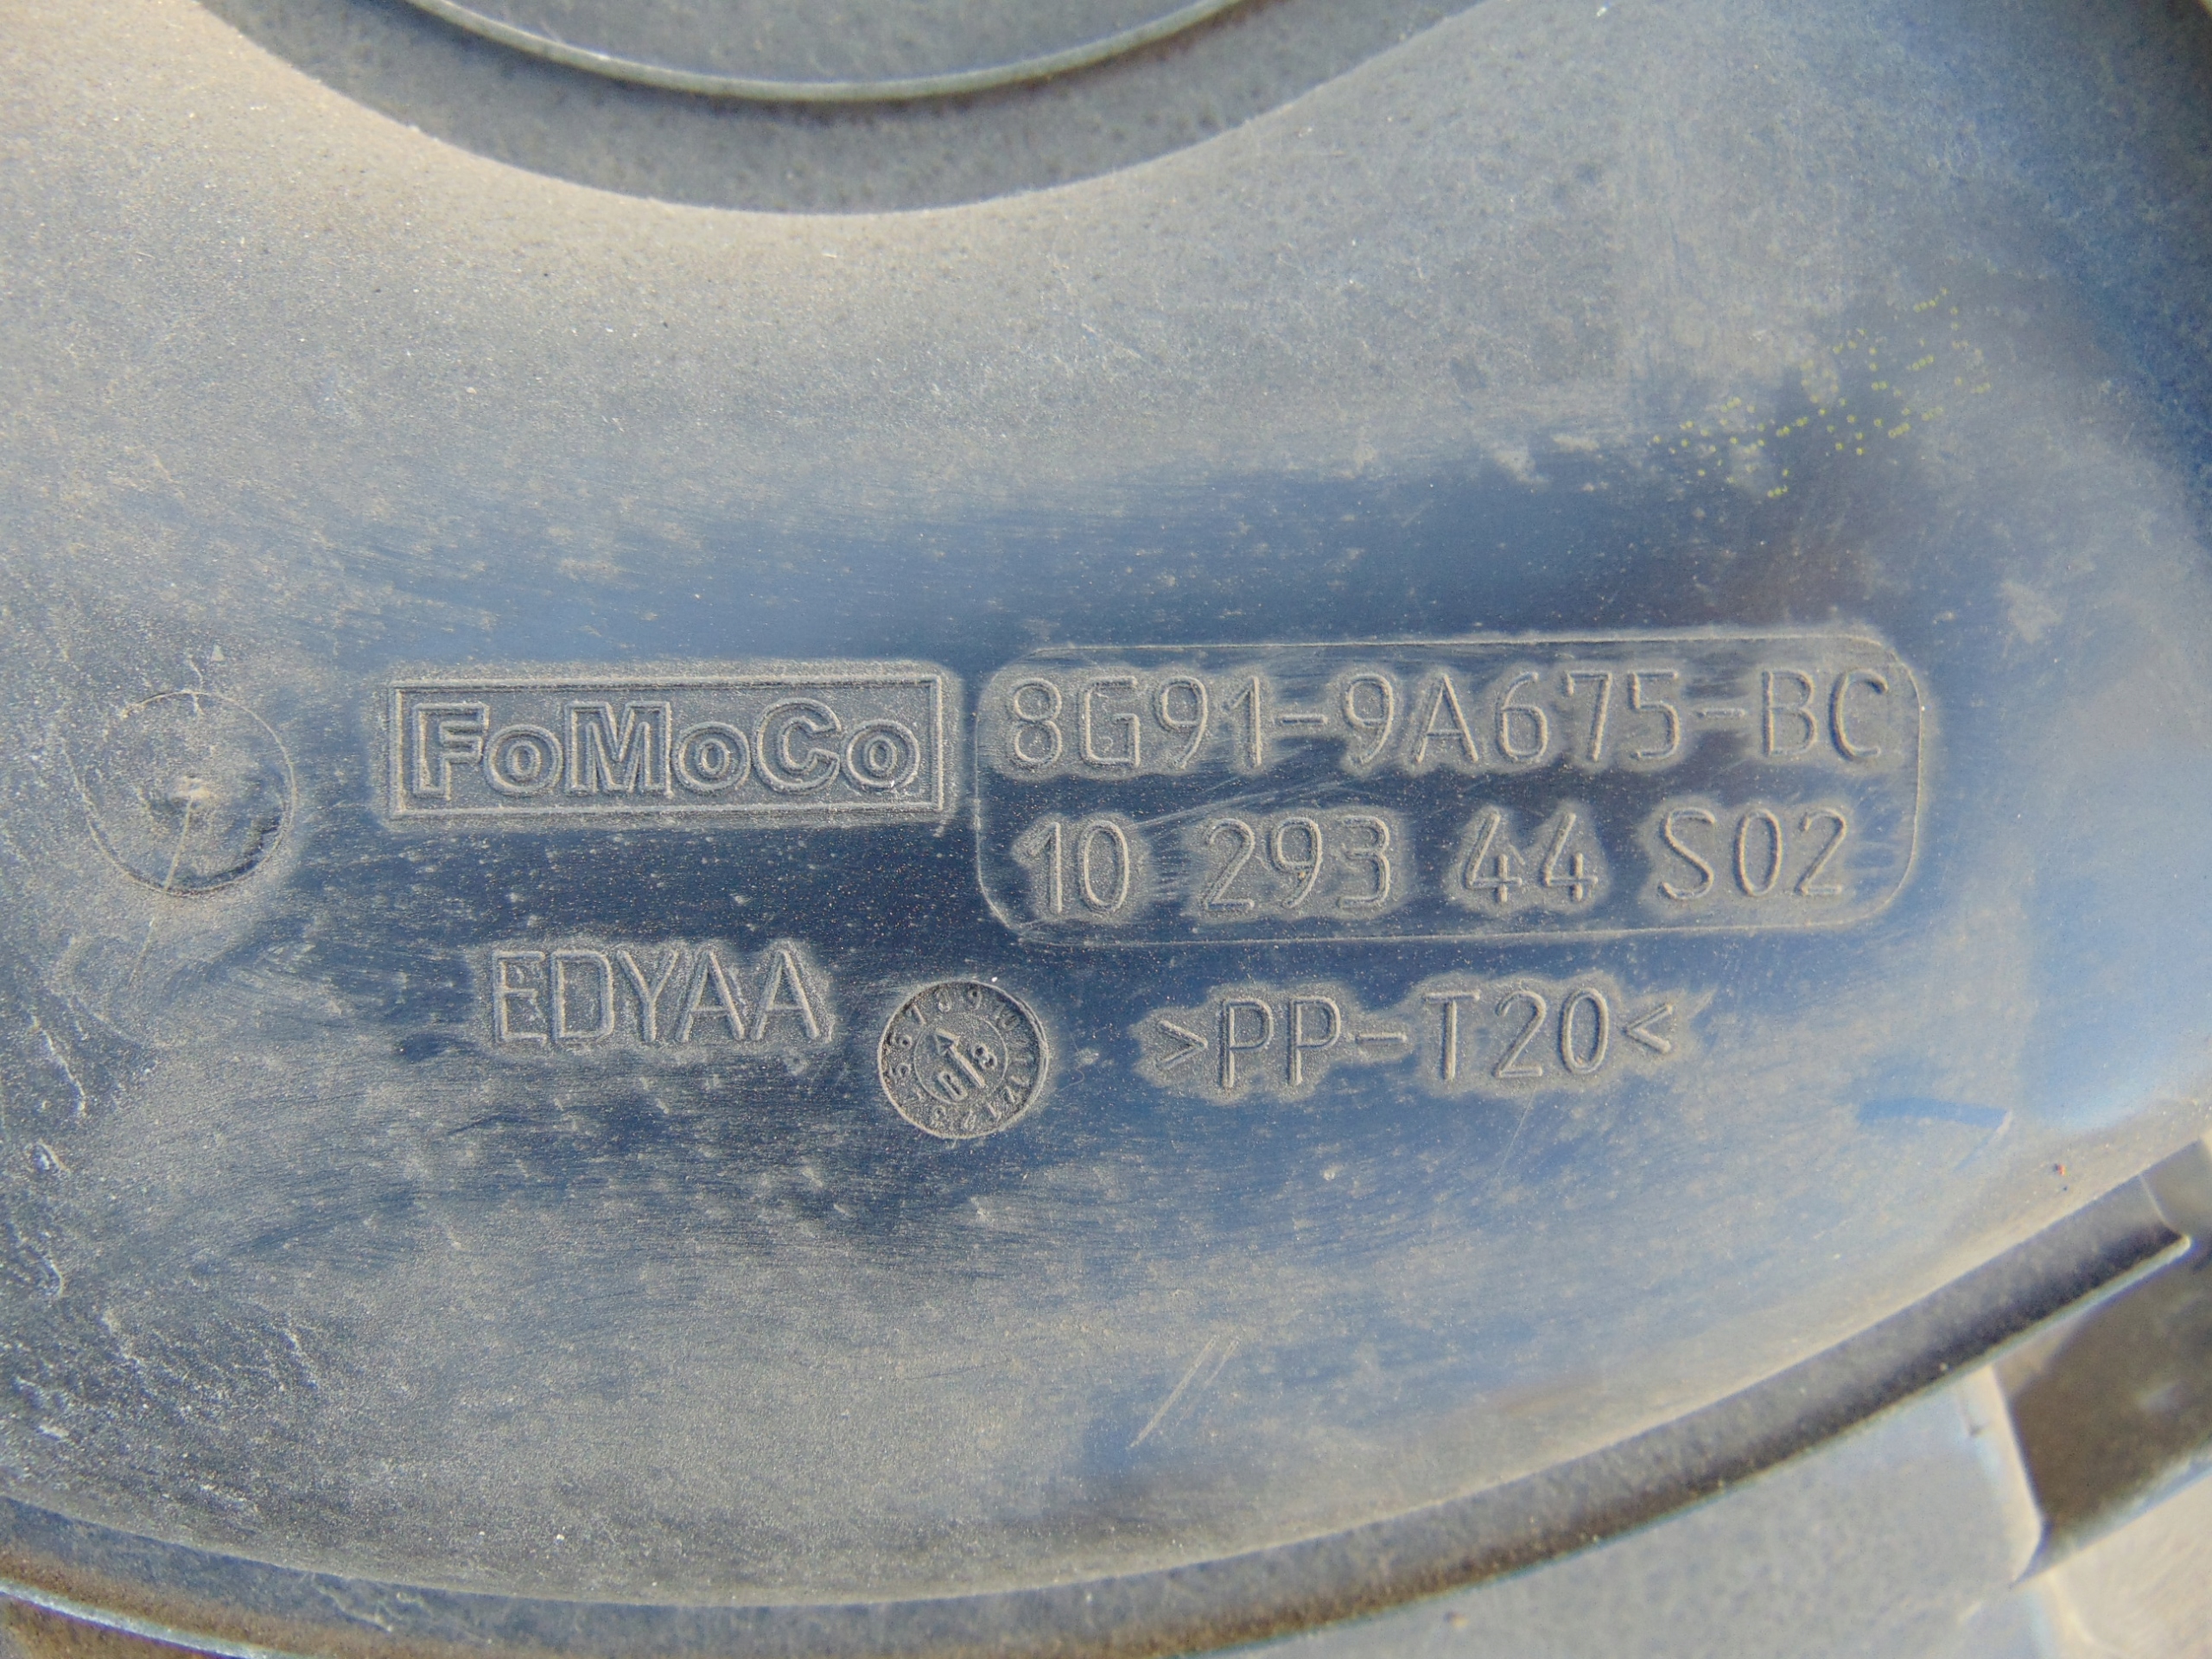 FoMoCo
8G91-9A675-BC
10 293 44 S02
EDYAA
>PP-T20<